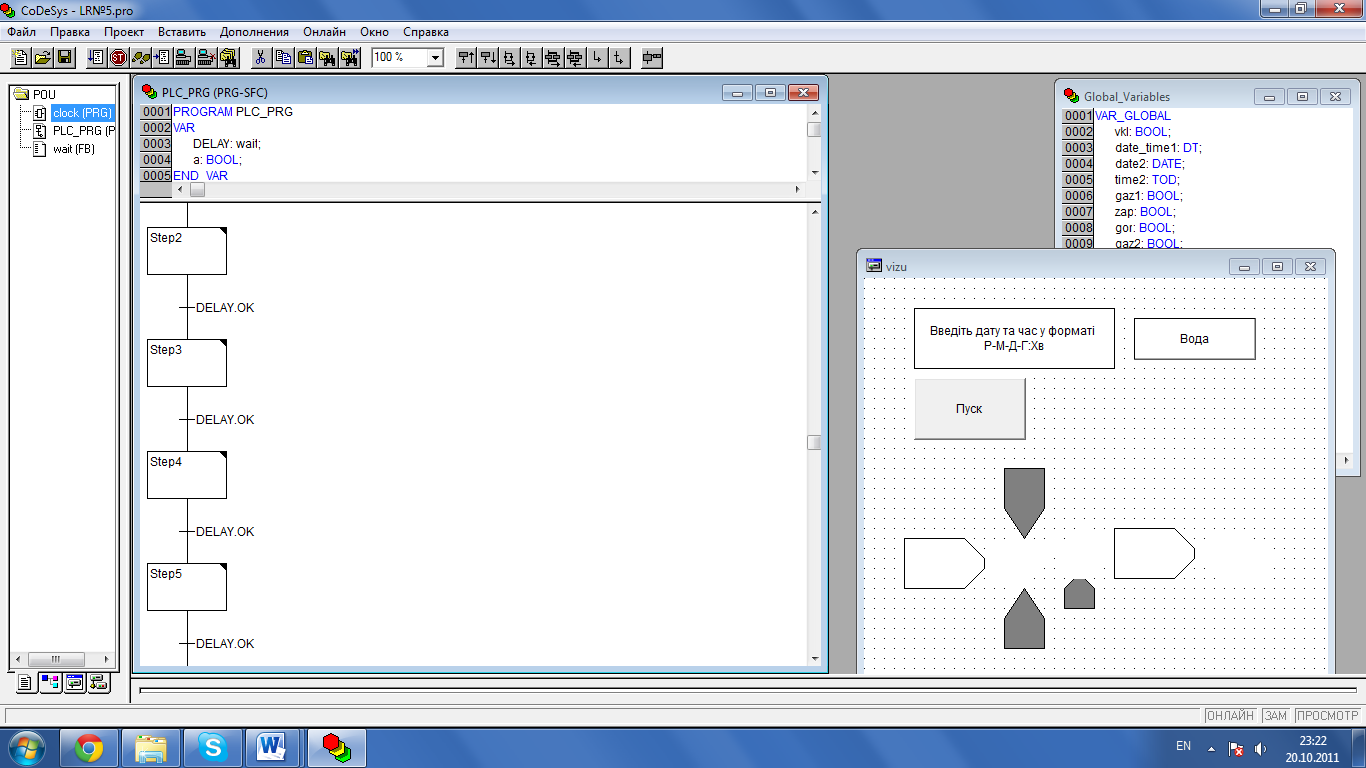 CoDeSys - LR№5.pro
Файл Правка Проект Вставить Дополнения Онлайн Окно Справка
100 %
POU
clock (PRG)
PLC_PRG (P
wait (FB)
PLC_PRG (PRG-SFC)
0001 PROGRAM PLC_PRG
0002 VAR
0003 DELAY: wait;
0004 a: BOOL;
0005 END_VAR
Step2
DELAY.OK
Step3
DELAY.OK
Step4
DELAY.OK
Step5
DELAY.OK
Global_Variables
0001 VAR_GLOBAL
0002 vkl: BOOL;
0003 date_time1: DT;
0004 date2: DATE;
0005 time2: TOD;
0006 gaz1: BOOL;
0007 zap: BOOL;
0008 gor: BOOL;
0009 gaz2: BOOL;
vizu
Введіть дату та час у форматі
Р-М-Д-Г:Хв
Вода
Пуск
ОНЛАЙН ЗАМ ПРОСМОТР
EN
23:22
20.10.2011